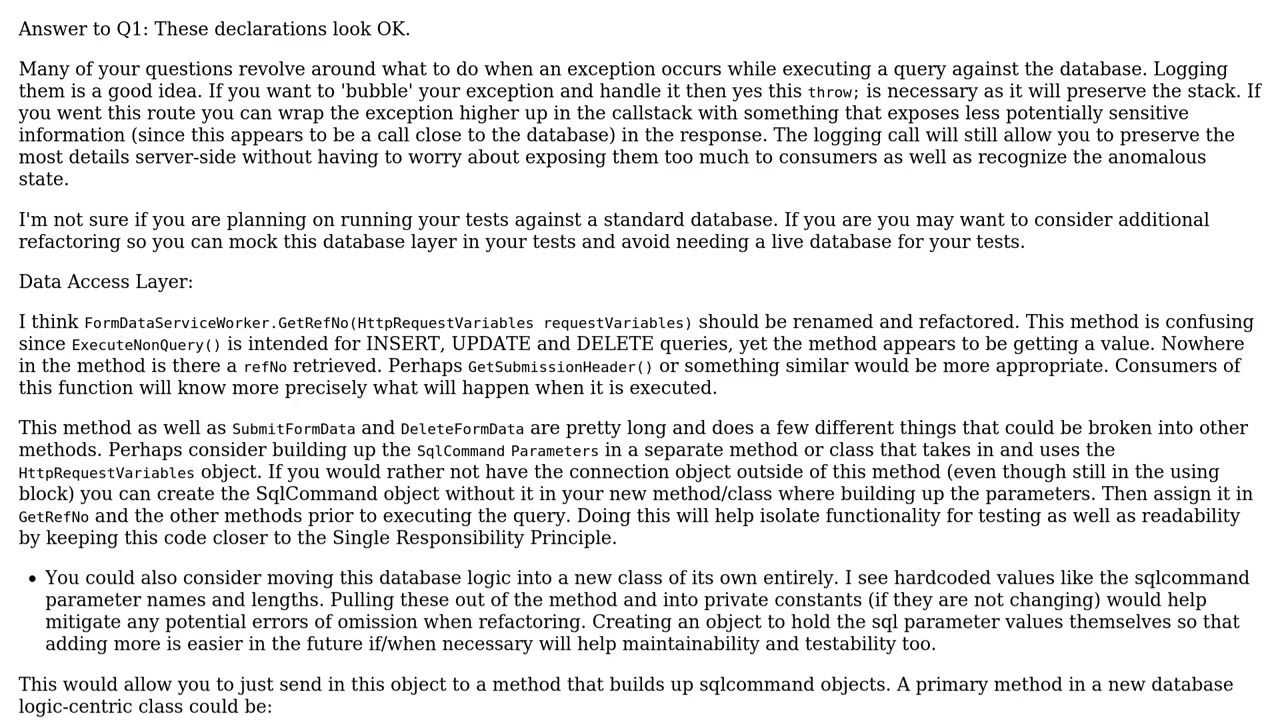 Answer to Q1: These declarations look OK.
Many of your questions revolve around what to do when an exception occurs while executing a query against the database. Logging
them is a good idea. If you want to 'bubble' your exception and handle it then yes this throw; is necessary as it will preserve the stack. If
you went this route you can wrap the exception higher up in the callstack with something that exposes less potentially sensitive
information (since this appears to be a call close to the database) in the response. The logging call will still allow you to preserve the
most details server-side without having to worry about exposing them too much to consumers as well as recognize the anomalous
state.
I'm not sure if you are planning on running your tests against a standard database. If you are you may want to consider additional
refactoring so you can mock this database layer in your tests and avoid needing a live database for your tests.
Data Access Layer:
I think FormDataServiceWorker.GetRefNo(HttpRequestVariables requestVariables) should be renamed and refactored. This method is confusing
since ExecuteNonQuery() is intended for INSERT, UPDATE and DELETE queries, yet the method appears to be getting a value. Nowhere
in the method is there a refNo retrieved. Perhaps GetSubmissionHeader() or something similar would be more appropriate. Consumers of
this function will know more precisely what will happen when it is executed.
This method as well as SubmitFormData and DeleteFormData are pretty long and does a few different things that could be broken into other
methods. Perhaps consider building up the SqlCommand Parameters in a separate method or class that takes in and uses the
HttpRequestVariables object. If you would rather not have the connection object outside of this method (even though still in the using
block) you can create the SqlCommand object without it in your new method/class where building up the parameters. Then assign it in
GetRefNo and the other methods prior to executing the query. Doing this will help isolate functionality for testing as well as readability
by keeping this code closer to the Single Responsibility Principle.
• You could also consider moving this database logic into a new class of its own entirely. I see hardcoded values like the sqlcommand
parameter names and lengths. Pulling these out of the method and into private constants (if they are not changing) would help
mitigate any potential errors of omission when refactoring. Creating an object to hold the sql parameter values themselves so that
adding more is easier in the future if/when necessary will help maintainability and testability too.
This would allow you to just send in this object to a method that builds up sqlcommand objects. A primary method in a new database
logic-centric class could be: